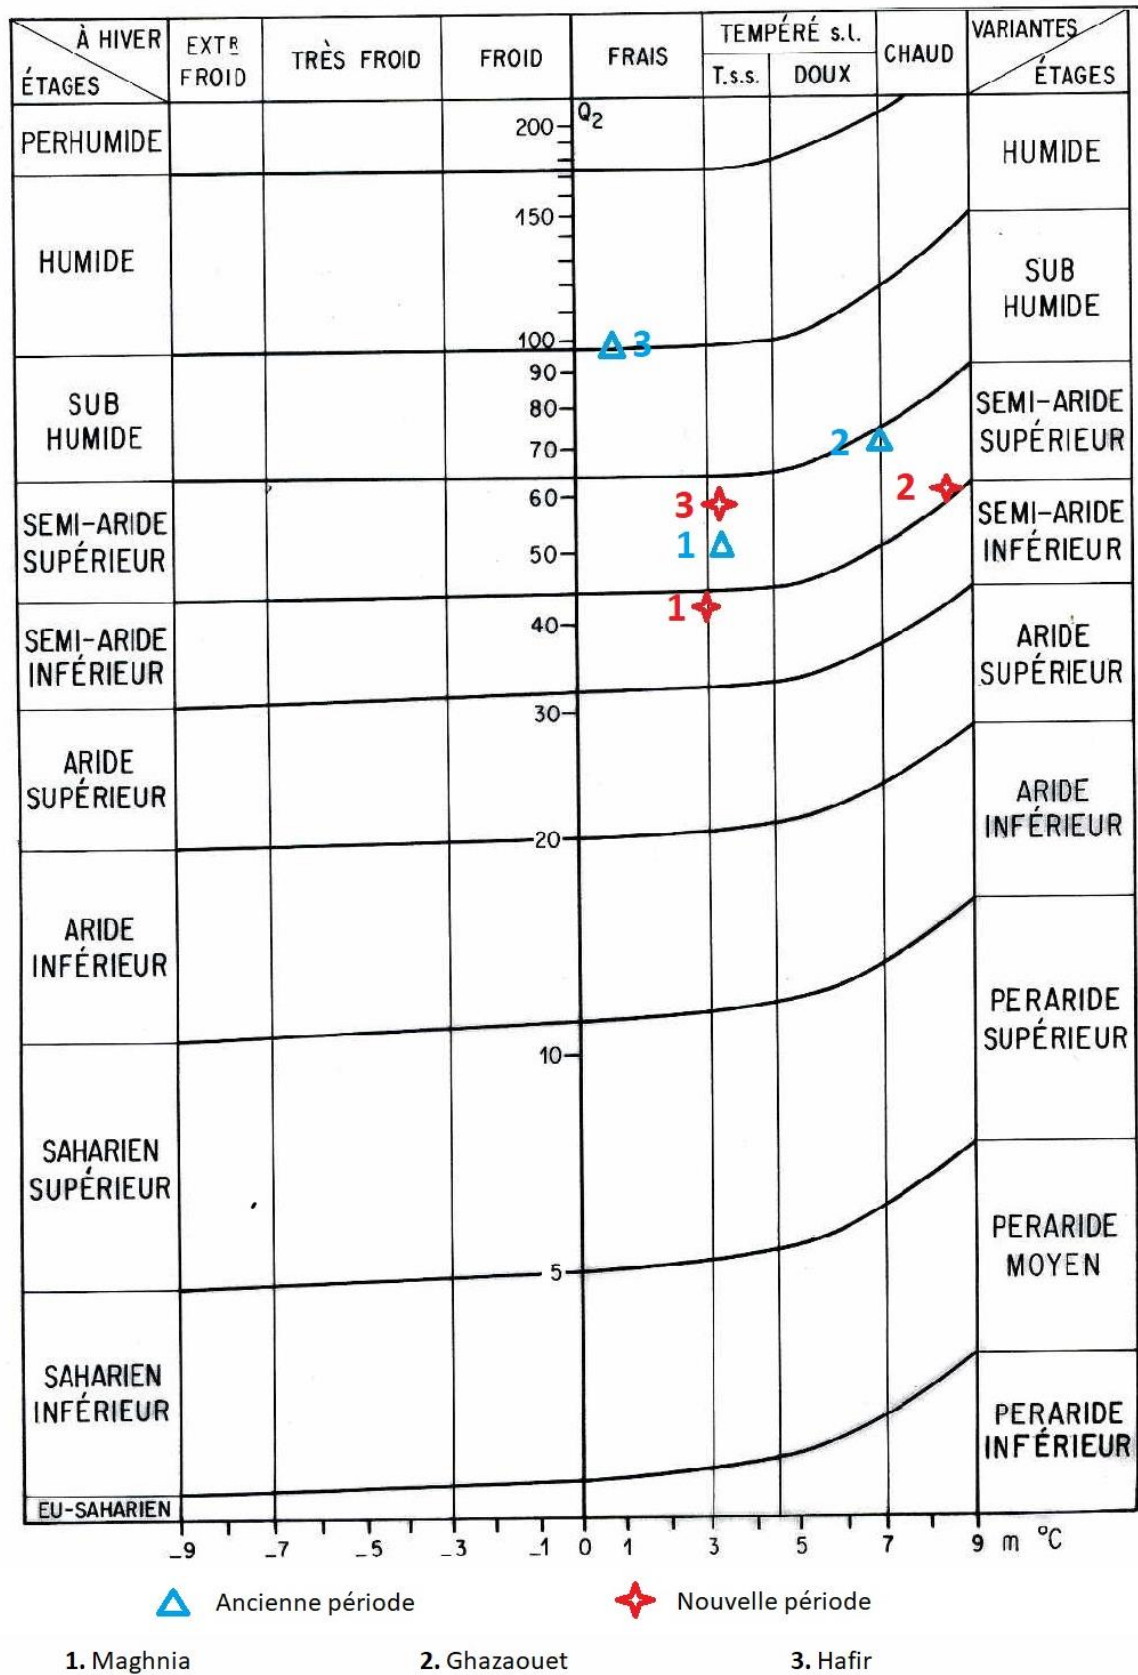 À HIVER
ÉTAGES
EXTR
FROID
TRÈS FROID
FROID
FRAIS
TEMPÉRÉ s.l.
T.s.s.
DOUX
CHAUD
VARIANTES
ÉTAGES
PERHUMIDE
HUMIDE
SUB
HUMIDE
SEMI-ARIDE
SUPÉRIEUR
SEMI-ARIDE
INFÉRIEUR
ARIDE
SUPÉRIEUR
ARIDE
INFÉRIEUR
SAHARIEN
SUPÉRIEUR
SAHARIEN
INFÉRIEUR
EU-SAHARIEN
Q2
200
150
100
90
80
70
60
50
40
30
20
10
5
3
2
2
3
1
1
HUMIDE
SUB
HUMIDE
SEMI-ARIDE
SUPÉRIEUR
SEMI-ARIDE
INFÉRIEUR
ARIDE
SUPÉRIEUR
ARIDE
INFÉRIEUR
PERARIDE
SUPÉRIEUR
PERARIDE
MOYEN
PERARIDE
INFÉRIEUR
-9 -7 -5 -3 -1 0 1 3 5 7 9 m °C
Ancienne période Nouvelle période
1. Maghnia 2. Ghazaouet 3. Hafir